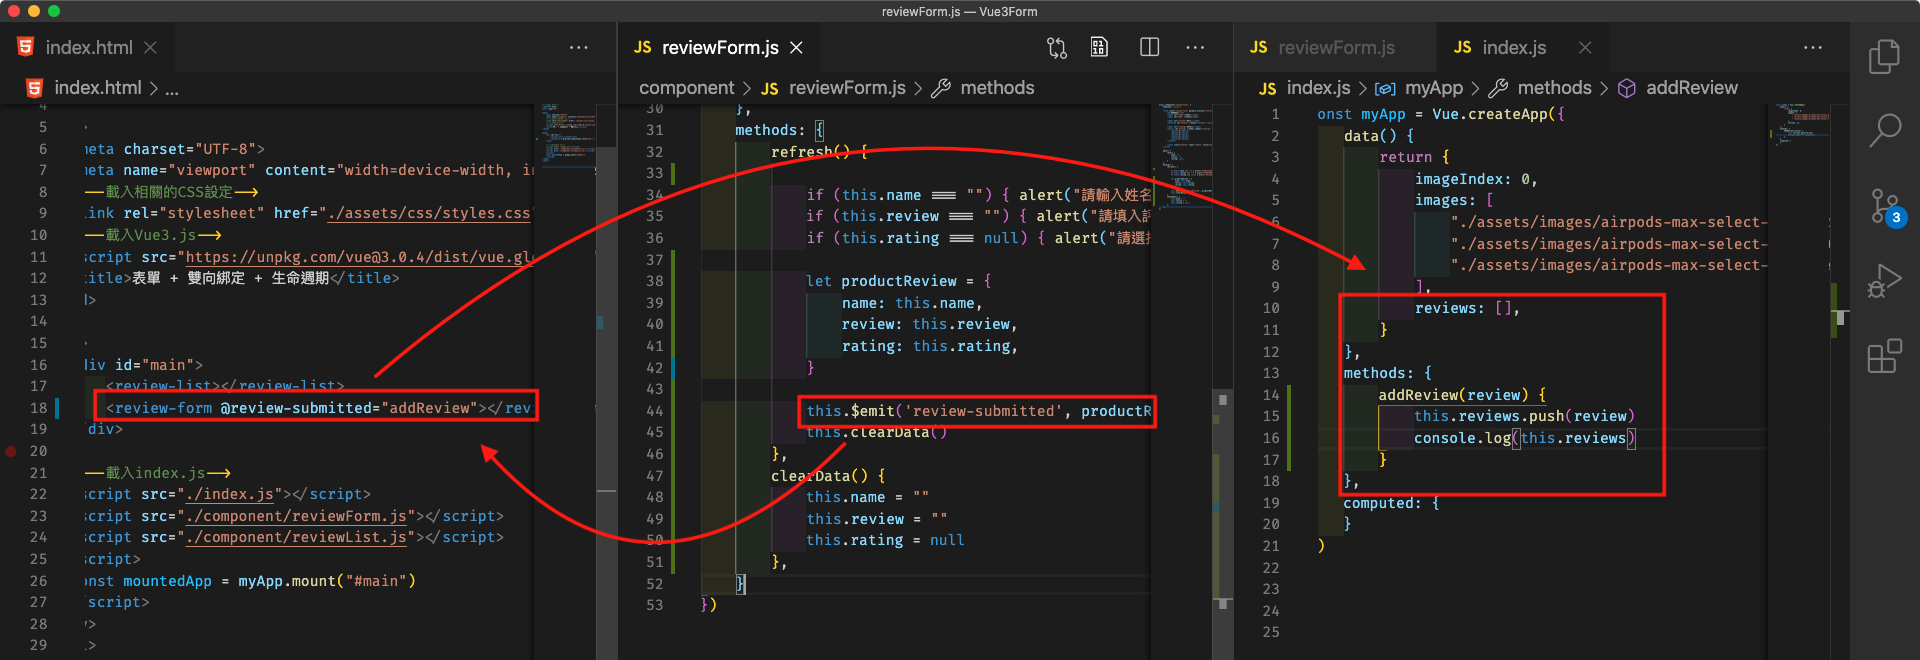 reviewForm.js — Vue3Form
index.html
index.html > ...
4
5
6 meta charset="UTF-8">
7 meta name="viewport" content="width=device-width, in
8 ——載入相關的CSS設定-->
9 link rel="stylesheet" href="./assets/css/styles.css
10 ——載入Vue3.js-->
11 script src="https://unpkg.com/vue@3.0.4/dist/vue.glo
12 title>表單 + 雙向綁定 + 生命週期</title>
13 d>
14
15
16 div id="main">
17 <review-list></review-list>
18 <review-form @review-submitted="addReview"></revi
19 /div>
20
21 ——載入index.js-->
22 script src="./index.js"></script>
23 script src="./component/reviewForm.js"></script>
24 script src="./component/reviewList.js"></script>
25 script>
26 onst mountedApp = myApp.mount("#main")
27 /script>
28 y>
29 l>
JS reviewForm.js
component > JS reviewForm.js > methods
30 },
31 methods: {
32 refresh() {
33
34 if (this.name === "") { alert("請輸入姓名
35 if (this.review === "") { alert("請填入評
36 if (this.rating === null) { alert("請選擇
37
38 let productReview = {
39 name: this.name,
40 review: this.review,
41 rating: this.rating,
42 }
43
44 this.$emit('review-submitted', productR
45 this.clearData()
46 },
47 clearData() {
48 this.name = ""
49 this.review = ""
50 this.rating = null
51 },
52 }
53 })
JS reviewForm.js
JS index.js
JS index.js > myApp > methods > addReview
1 onst myApp = Vue.createApp({
2 data() {
3 return {
4 imageIndex: 0,
5 images: [
6 "./assets/images/airpods-max-select-
7 "./assets/images/airpods-max-select-
8 "./assets/images/airpods-max-select-
9 ],
10 reviews: [],
11 }
12 },
13 methods: {
14 addReview(review) {
15 this.reviews.push(review)
16 console.log(this.reviews)
17 }
18 },
19 computed: {
20 }
21 )
22
23
24
25
3